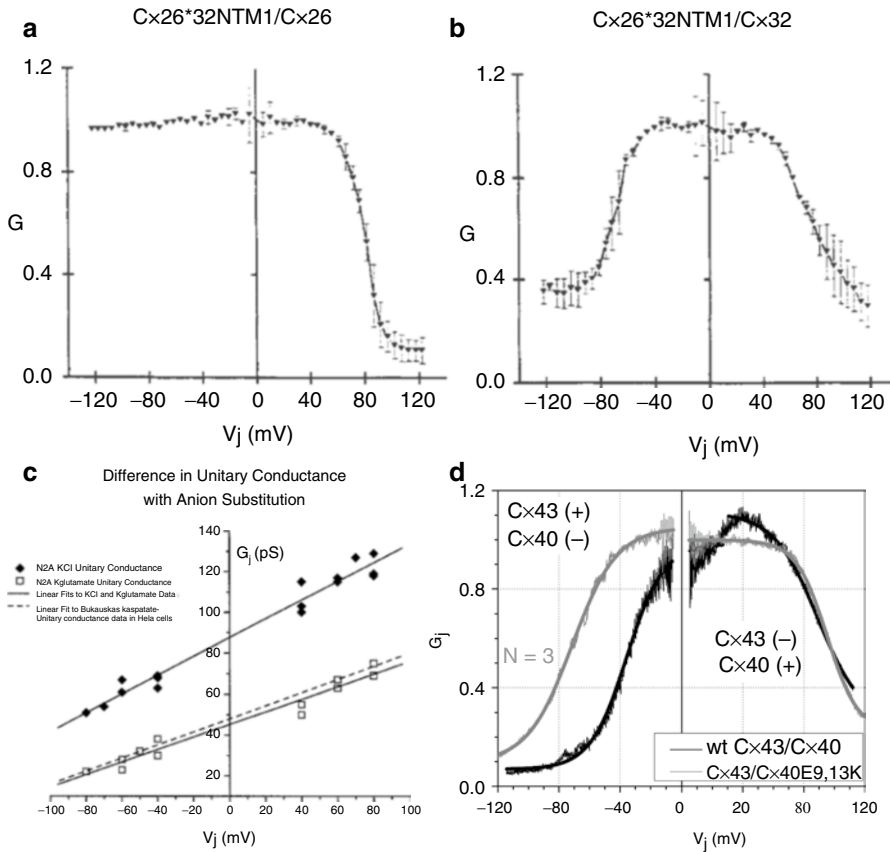 a
Cx26*32NTM1/Cx26
1.2
0.8
G
0.4
0.0
−120 −80 −40 0 40 80 120
Vj (mV)
b
Cx26*32NTM1/Cx32
1.2
0.8
G
0.4
0.0
−120 −80 −40 0 40 80 120
Vj (mV)
c
Difference in Unitary Conductance
with Anion Substitution
N2A KCl Unitary Conductance
N2A Kglutamate Unitary Conductance
Linear Fits to KCl and Kglutamate Data
Linear Fit to Bukauskas kaspatate-
Unitary conductance data in Hela cells
Gj (pS)
140
120
100
80
60
40
20
−100 −80 −60 −40 −20 0 20 40 60 80 100
Vj (mV)
d
1.2
0.8
Gj
0.4
0.0
Cx43 (+)
Cx40 (−)
N = 3
Cx43 (−)
Cx40 (+)
wt Cx43/Cx40
Cx43/Cx40E9,13K
−120 −80 −40 0 20 80 120
Vj (mV)